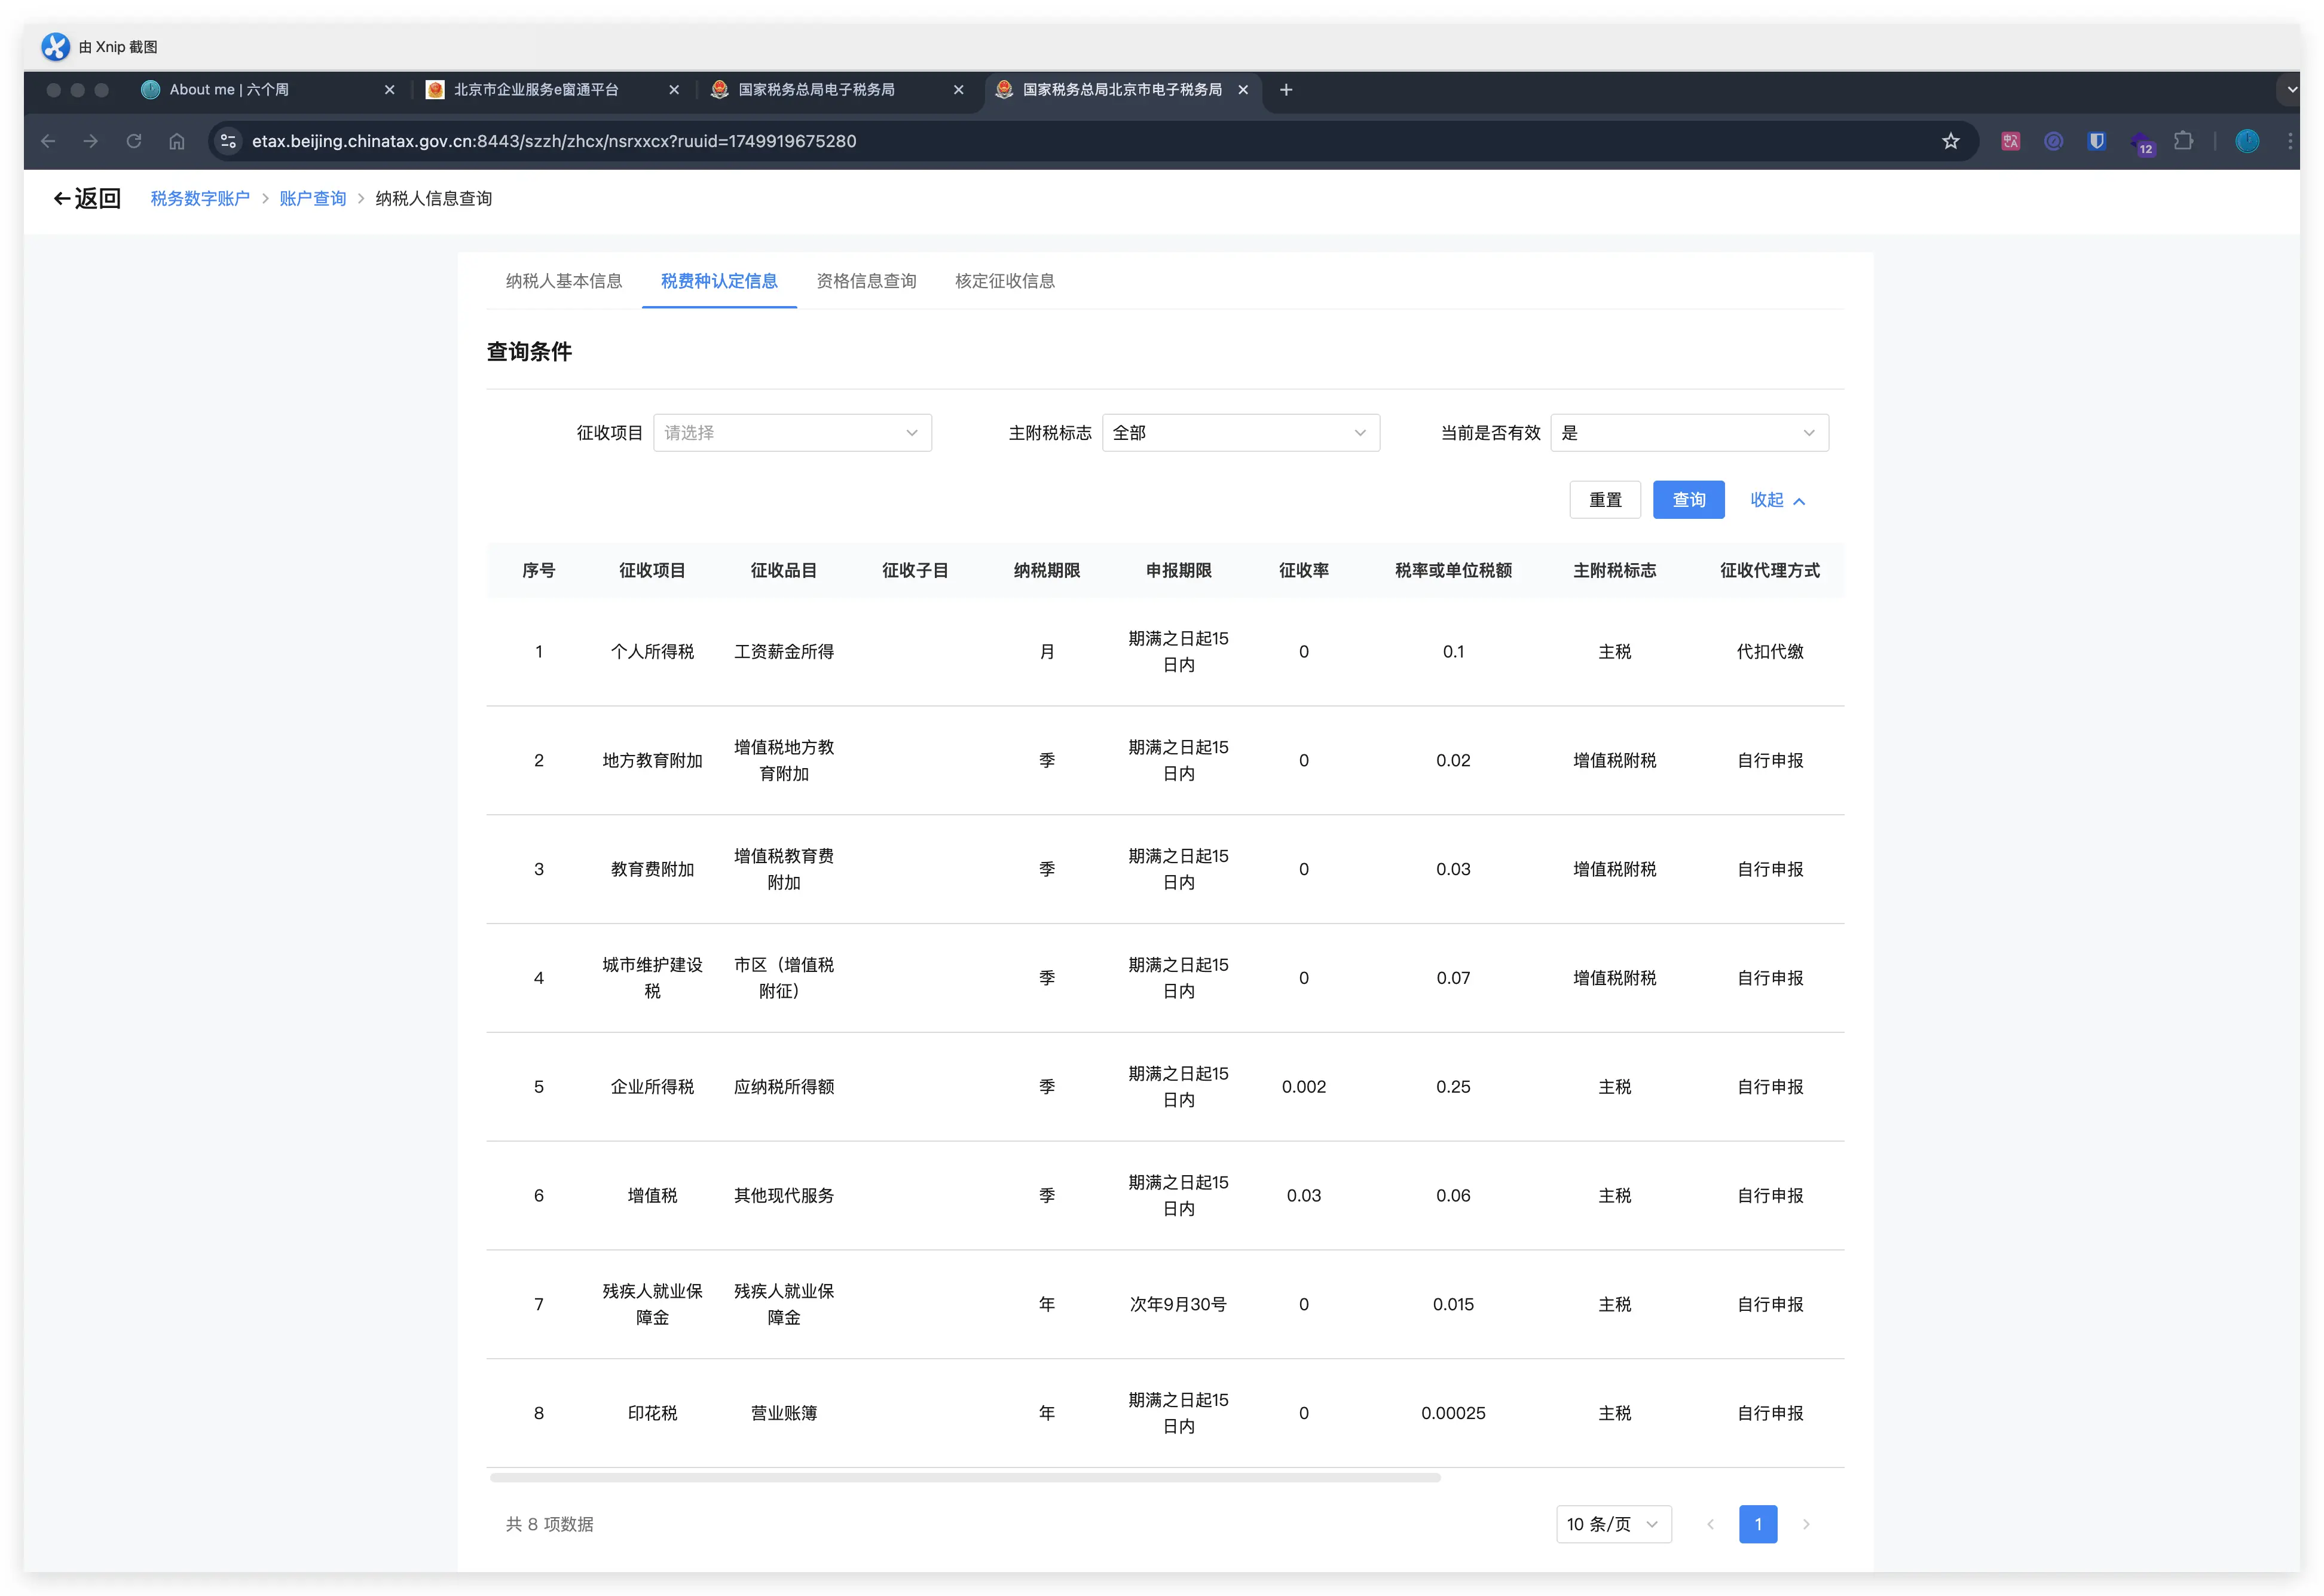 由 Xnip 截图
About me | 六个周
北京市企业服务e窗通平台
国家税务总局电子税务局
国家税务总局北京市电子税务局
etax.beijing.chinatax.gov.cn:8443/szzh/zhcx/nsrxxcx?ruuid=1749919675280
12
返回 税务数字账户 > 账户查询 > 纳税人信息查询
纳税人基本信息 税费种认定信息 资格信息查询 核定征收信息
查询条件
征收项目 请选择 主附税标志 全部 当前是否有效 是
重置 查询 收起
序号 征收项目 征收品目 征收子目 纳税期限 申报期限 征收率 税率或单位税额 主附税标志 征收代理方式
1 个人所得税 工资薪金所得 月 期满之日起15日内 0 0.1 主税 代扣代缴
2 地方教育附加 增值税地方教育附加 季 期满之日起15日内 0 0.02 增值税附税 自行申报
3 教育费附加 增值税教育费附加 季 期满之日起15日内 0 0.03 增值税附税 自行申报
4 城市维护建设税 市区（增值税附征） 季 期满之日起15日内 0 0.07 增值税附税 自行申报
5 企业所得税 应纳税所得额 季 期满之日起15日内 0.002 0.25 主税 自行申报
6 增值税 其他现代服务 季 期满之日起15日内 0.03 0.06 主税 自行申报
7 残疾人就业保障金 残疾人就业保障金 年 次年9月30号 0 0.015 主税 自行申报
8 印花税 营业账簿 年 期满之日起15日内 0 0.00025 主税 自行申报
共 8 项数据 10 条/页 1